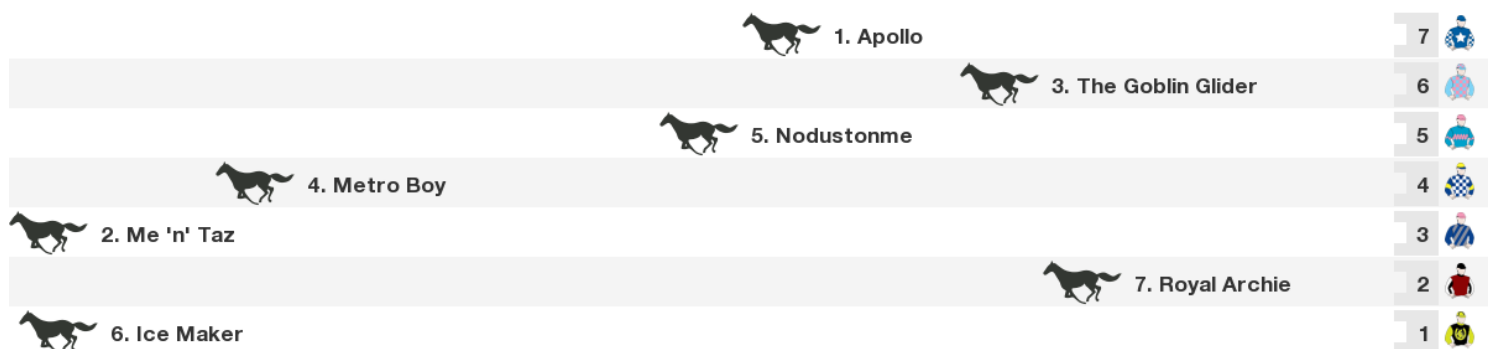 1. Apollo 7
3. The Goblin Glider 6
5. Nodustonme 5
4. Metro Boy 4
2. Me 'n' Taz 3
7. Royal Archie 2
6. Ice Maker 1